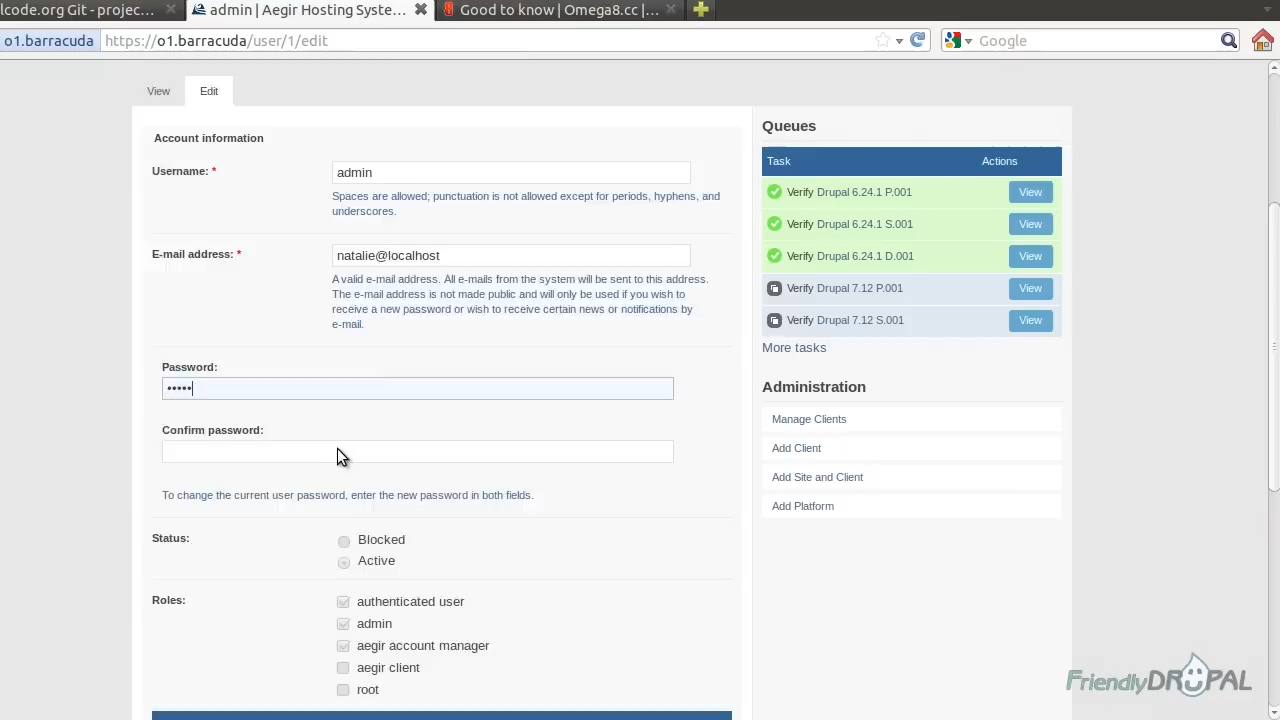 lcode.org Git - projec...
admin | Aegir Hosting Syste...
Good to know | Omega8.cc |...
o1.barracuda
https://o1.barracuda/user/1/edit
Google
View
Edit
Account information
Username: *
admin
Spaces are allowed; punctuation is not allowed except for periods, hyphens, and
underscores.
E-mail address: *
natalie@localhost
A valid e-mail address. All e-mails from the system will be sent to this address.
The e-mail address is not made public and will only be used if you wish to
receive a new password or wish to receive certain news or notifications by
e-mail.
Password:
•••••
Confirm password:
To change the current user password, enter the new password in both fields.
Status:
Blocked
Active
Roles:
authenticated user
admin
aegir account manager
aegir client
root
Queues
Task Actions
Verify Drupal 6.24.1 P.001 View
Verify Drupal 6.24.1 S.001 View
Verify Drupal 6.24.1 D.001 View
Verify Drupal 7.12 P.001 View
Verify Drupal 7.12 S.001 View
More tasks
Administration
Manage Clients
Add Client
Add Site and Client
Add Platform
FriendlyDRUPAL